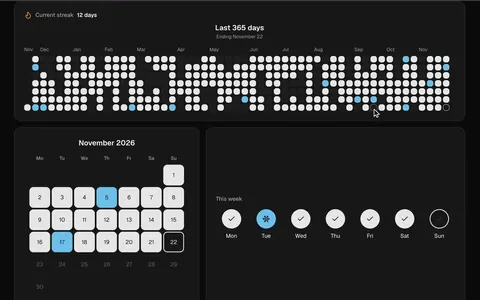 Current streak 12 days
Last 365 days
Ending November 22
Nov Dec Jan Feb Mar Apr May Jun Jul Aug Sep Oct Nov
November 2026
Mo Tu We Th Fr Sa Su
1
2 3 4 5 6 7 8
9 10 11 12 13 14 15
16 17 18 19 20 21 22
23 24 25 26 27 28 29
30
This week
Mon Tue Wed Thu Fri Sat Sun